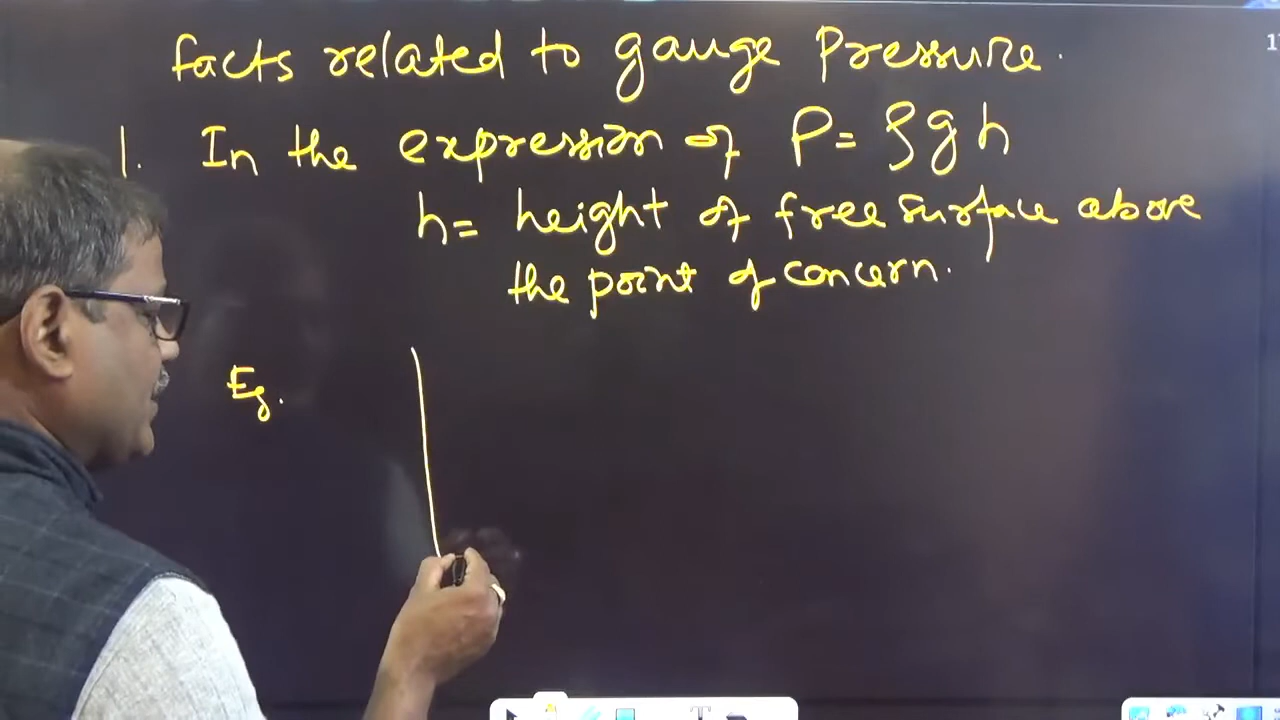 facts related to gauge pressure.
1. In the expression of P = ρgh
h = height of free surface above
the point of concern.
Eg.